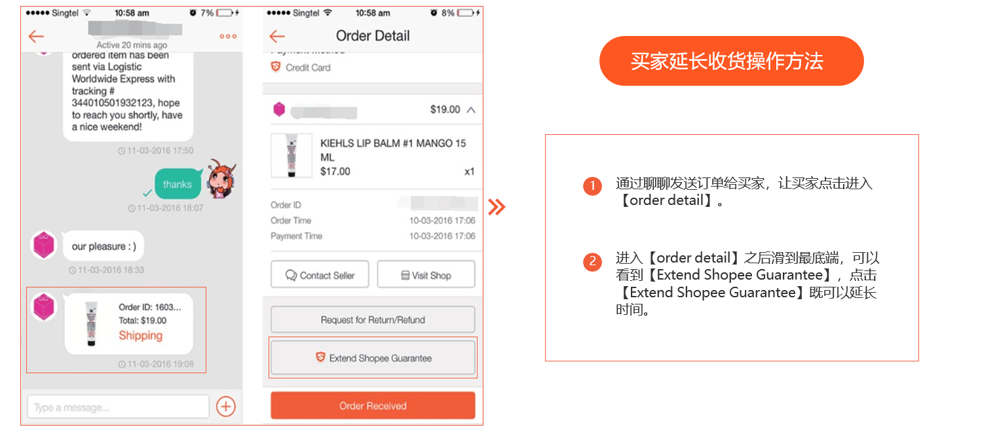 Singtel 10:58 am 7%
Active 20 mins ago
ordered item has been
sent via Logistic
Worldwide Express with
tracking #
344010501932123, hope
to reach you shortly, have
a nice weekend!
11-03-2016 17:50
thanks
11-03-2016 18:07
our pleasure : )
11-03-2016 18:33
Order ID: 1603...
Total: $19.00
Shipping
11-03-2016 19:08
Type a message...
Singtel 10:58 am 8%
Order Detail
Payment Method
Credit Card
$19.00
KIEHLS LIP BALM #1 MANGO 15
ML
$17.00 x1
Order ID
Order Time 10-03-2016 17:06
Payment Time 10-03-2016 17:06
Contact Seller Visit Shop
Request for Return/Refund
Extend Shopee Guarantee
Order Received
买家延长收货操作方法
1 通过聊聊发送订单给买家，让买家点击进入
【order detail】。
2 进入【order detail】之后滑到最底端，可以
看到【Extend Shopee Guarantee】，点击
【Extend Shopee Guarantee】既可以延长
时间。